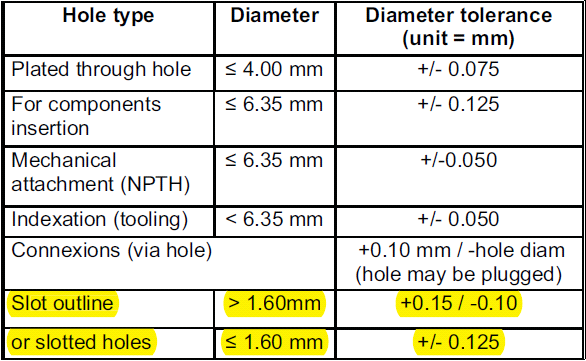 Hole type Diameter Diameter tolerance
(unit = mm)
Plated through hole ≤ 4.00 mm +/- 0.075
For components
insertion ≤ 6.35 mm +/- 0.125
Mechanical
attachment (NPTH) ≤ 6.35 mm +/-0.050
Indexation (tooling) < 6.35 mm +/- 0.050
Connexions (via hole) +0.10 mm / -hole diam
(hole may be plugged)
Slot outline > 1.60mm +0.15 / -0.10
or slotted holes ≤ 1.60 mm +/- 0.125